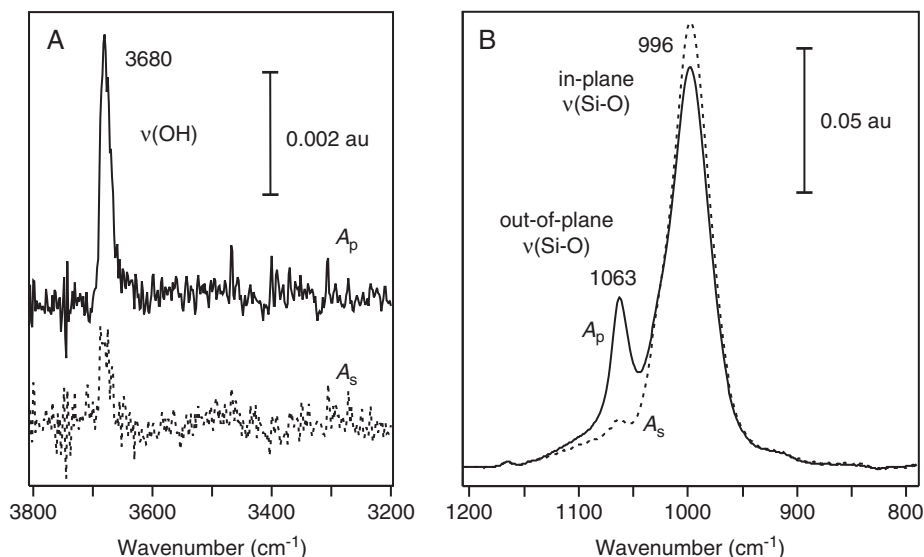 A
3680
ν(OH)
0.002 au
Aₚ
Aₛ
3800
3600
3400
3200
Wavenumber (cm⁻¹)
B
996
in-plane
ν(Si-O)
0.05 au
out-of-plane
ν(Si-O)
1063
Aₚ
Aₛ
1200
1100
1000
900
800
Wavenumber (cm⁻¹)